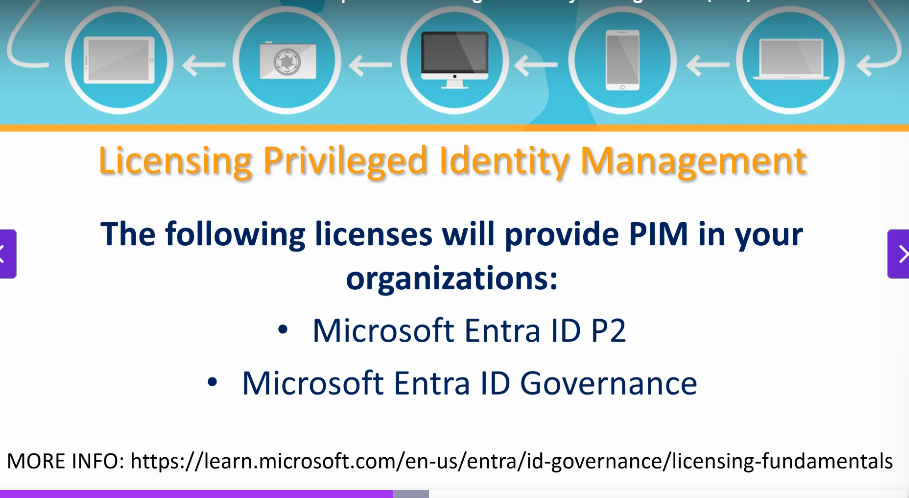 Licensing Privileged Identity Management
The following licenses will provide PIM in your
organizations:
• Microsoft Entra ID P2
• Microsoft Entra ID Governance
MORE INFO: https://learn.microsoft.com/en-us/entra/id-governance/licensing-fundamentals